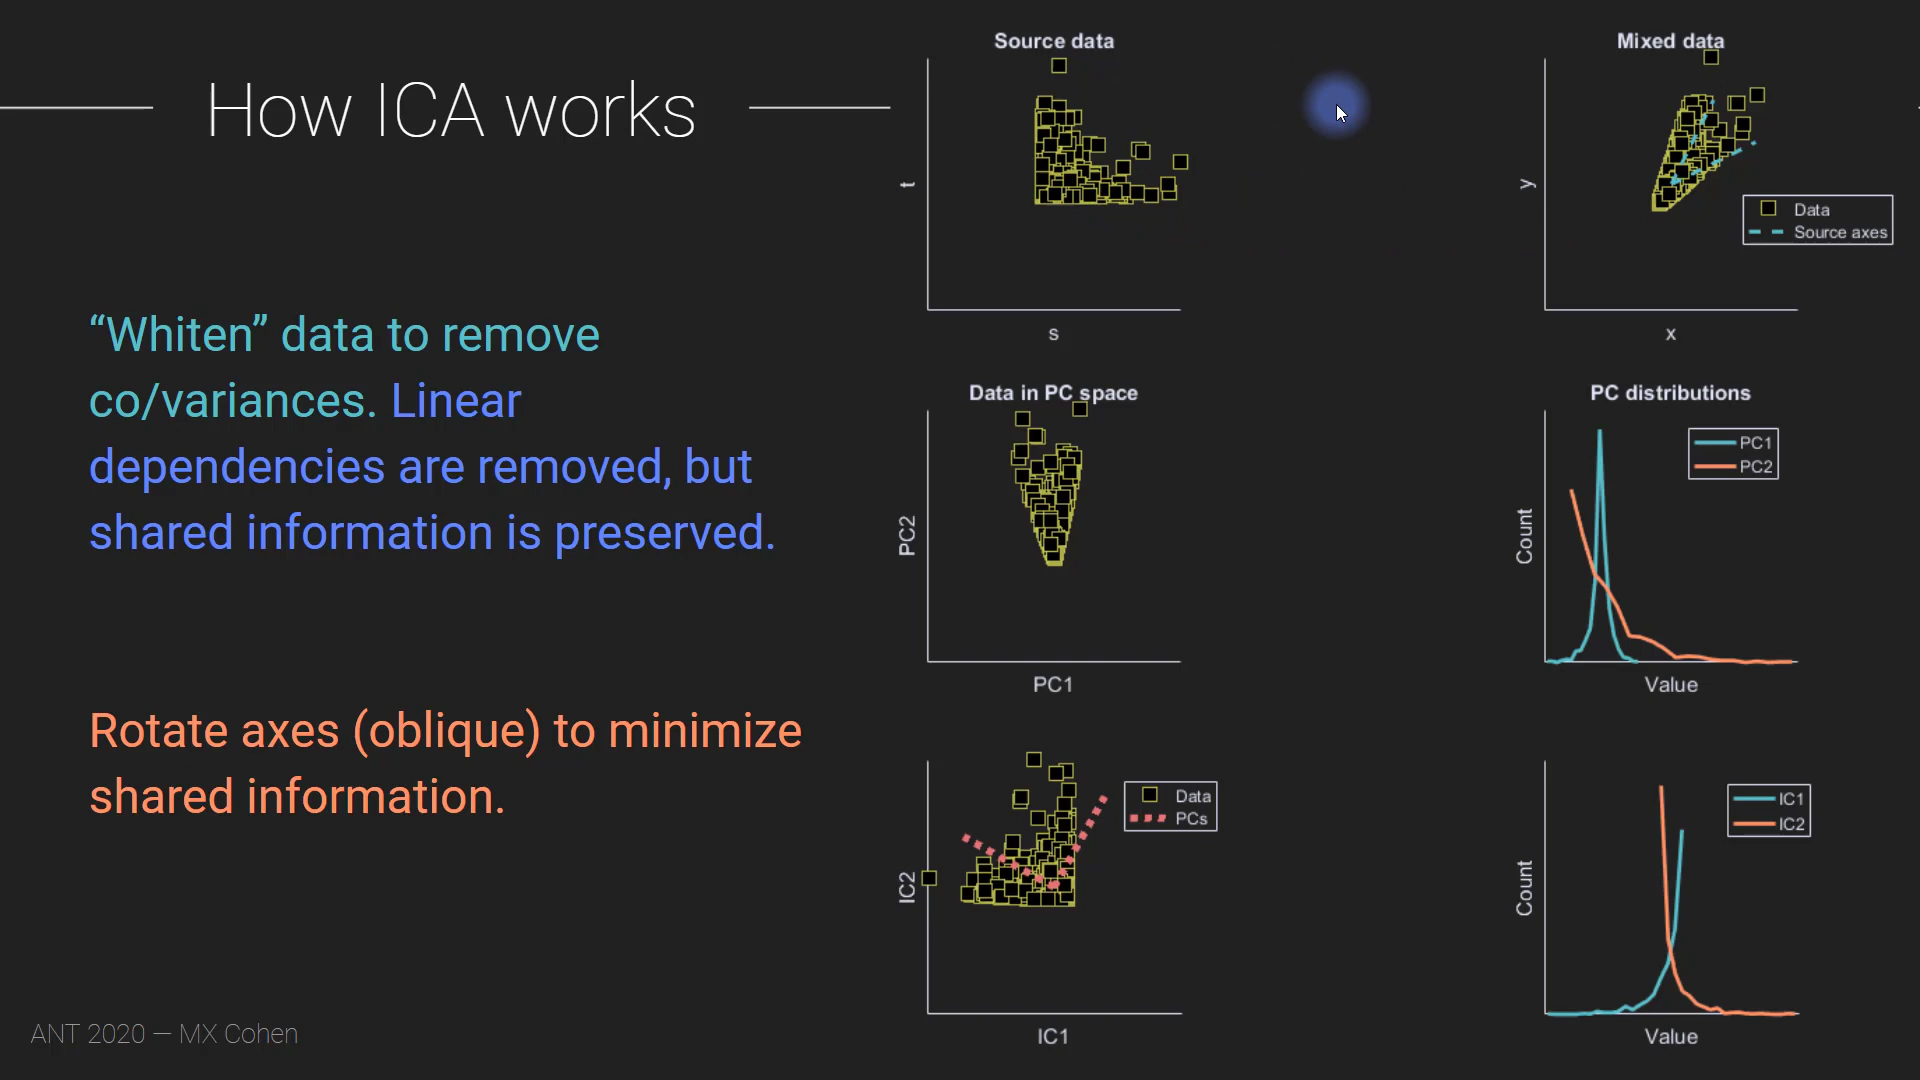 How ICA works
“Whiten” data to remove
co/variances. Linear
dependencies are removed, but
shared information is preserved.
Rotate axes (oblique) to minimize
shared information.
ANT 2020 — MX Cohen
Source data
t
s
Mixed data
y
x
Data
Source axes
Data in PC space
PC2
PC1
PC distributions
Count
Value
PC1
PC2
IC2
IC1
Data
PCs
Count
Value
IC1
IC2